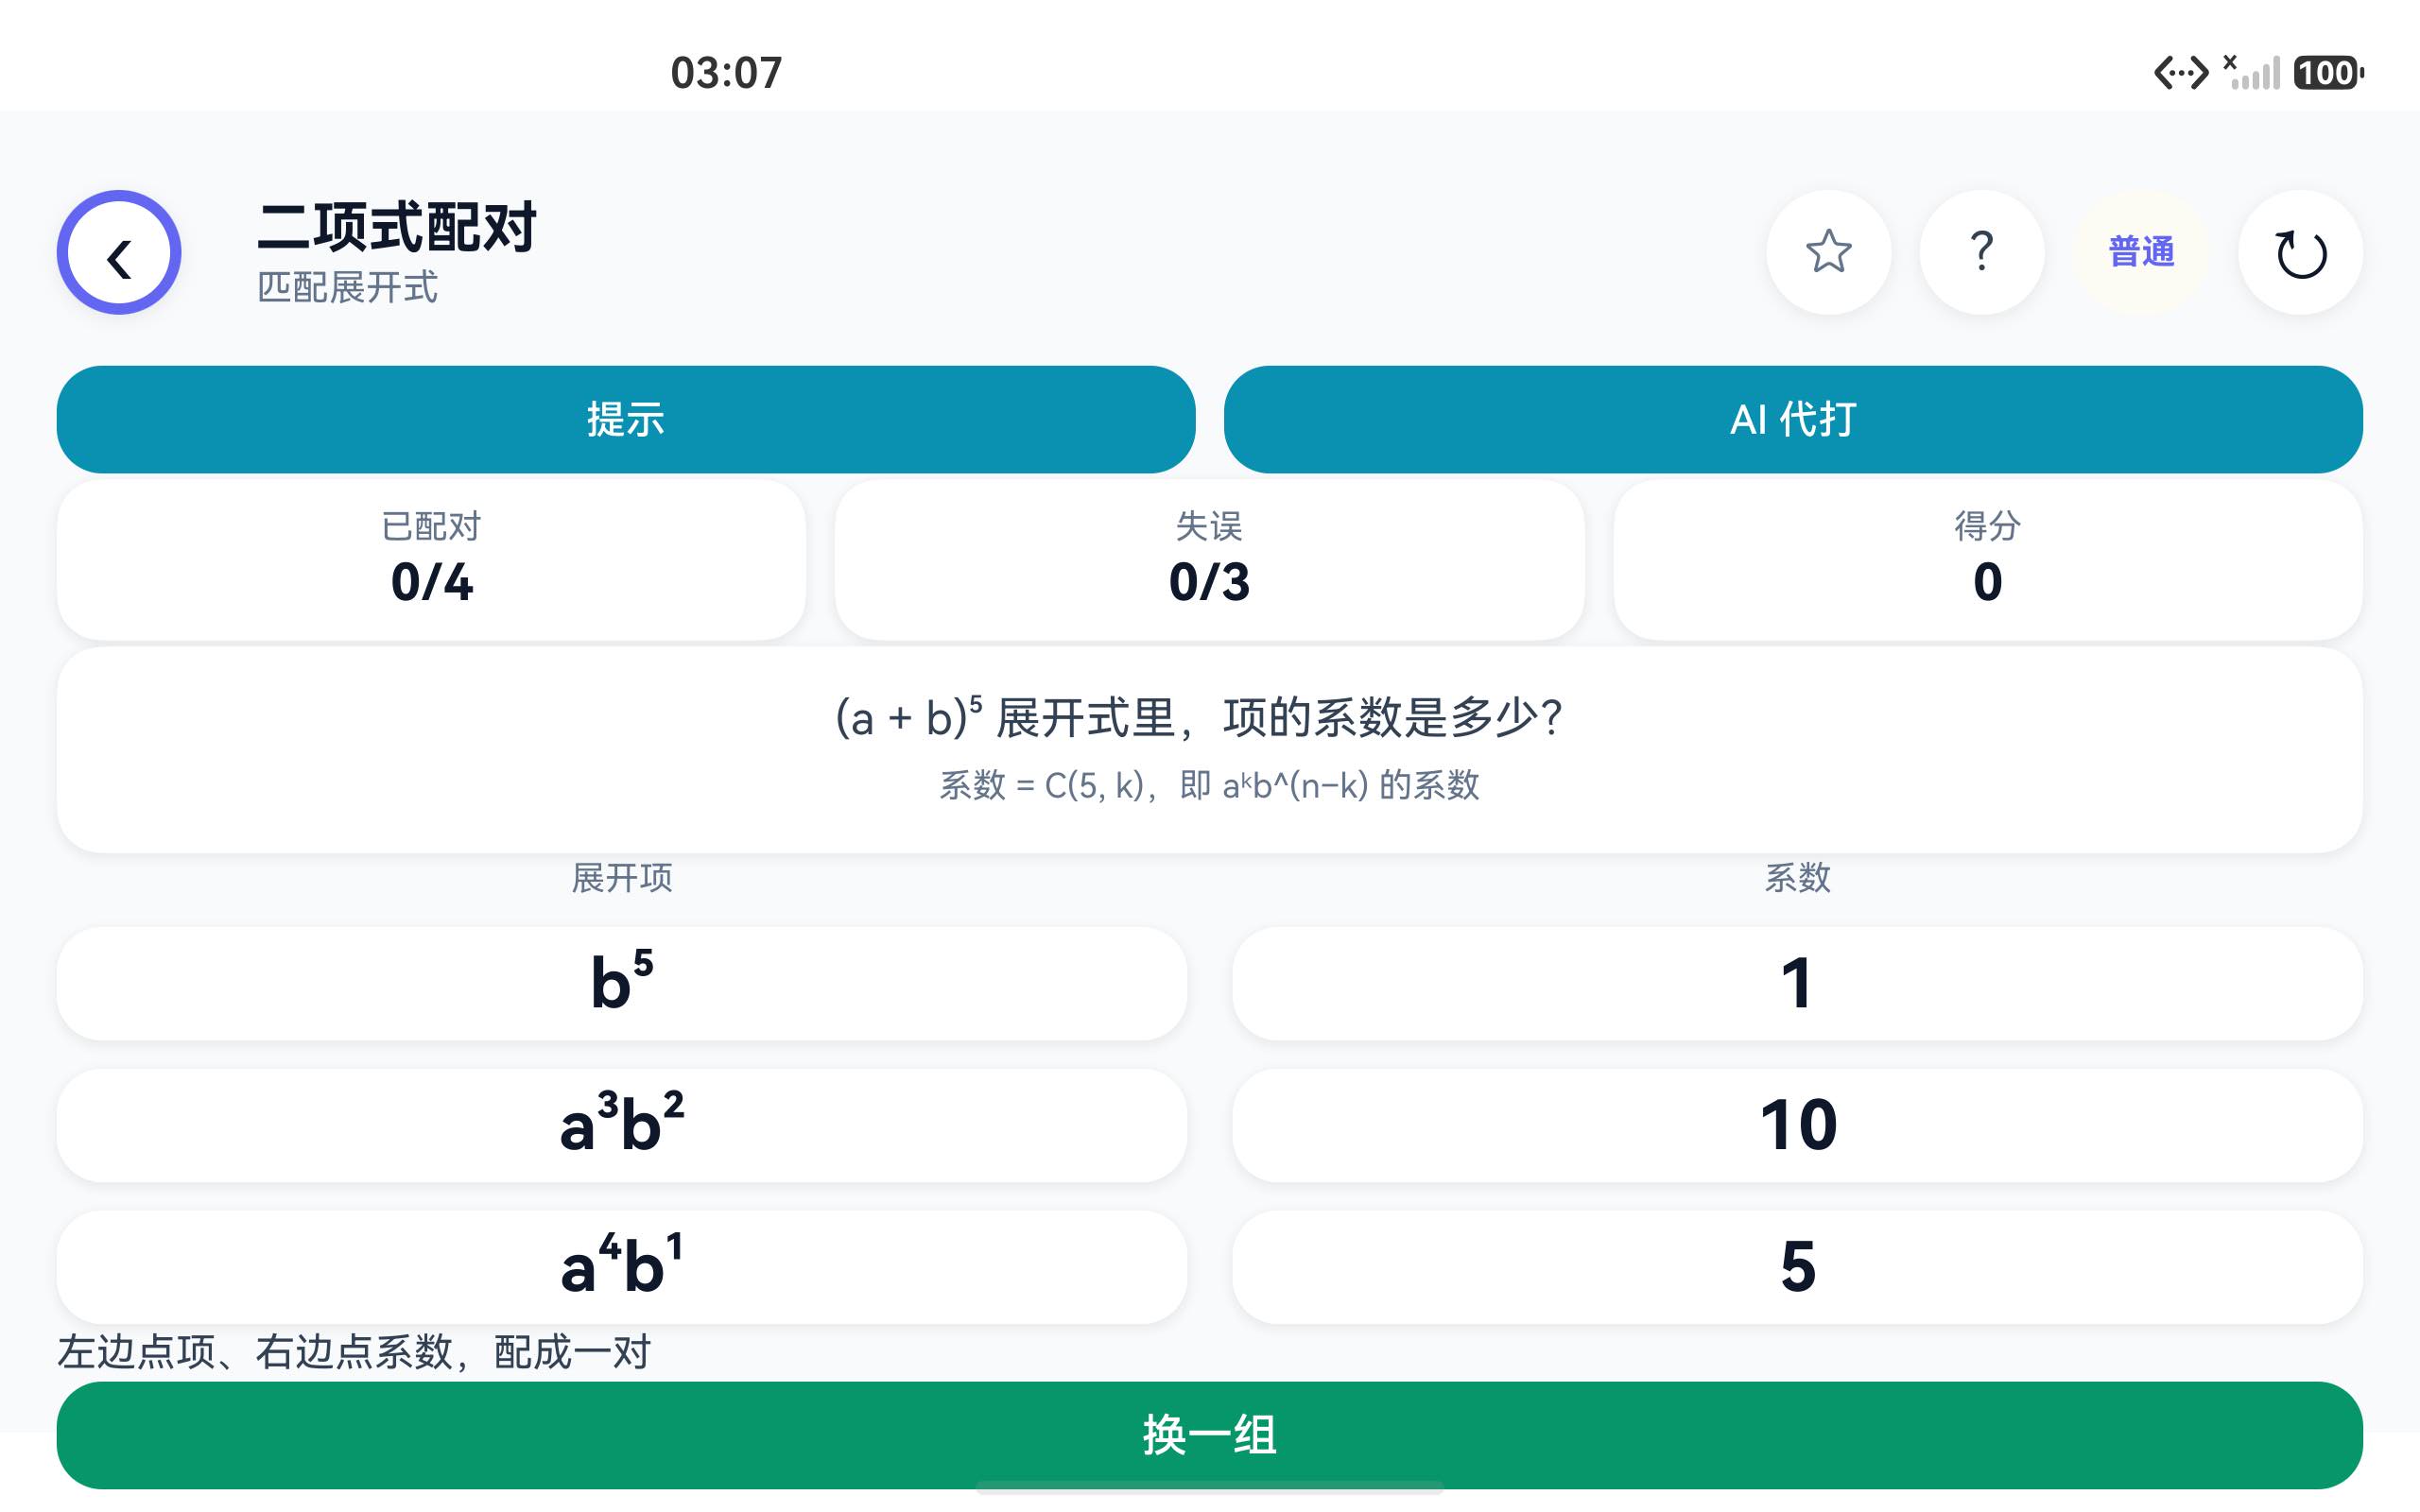 03:07
100
二项式配对
匹配展开式
?
普通
提示
AI 代打
已配对
0/4
失误
0/3
得分
0
(a + b)⁵ 展开式里，项的系数是多少?
系数 = C(5, k)，即 aᵏb^(n−k) 的系数
展开项
系数
b⁵
1
a³b²
10
a⁴b¹
5
左边点项、右边点系数，配成一对
换一组